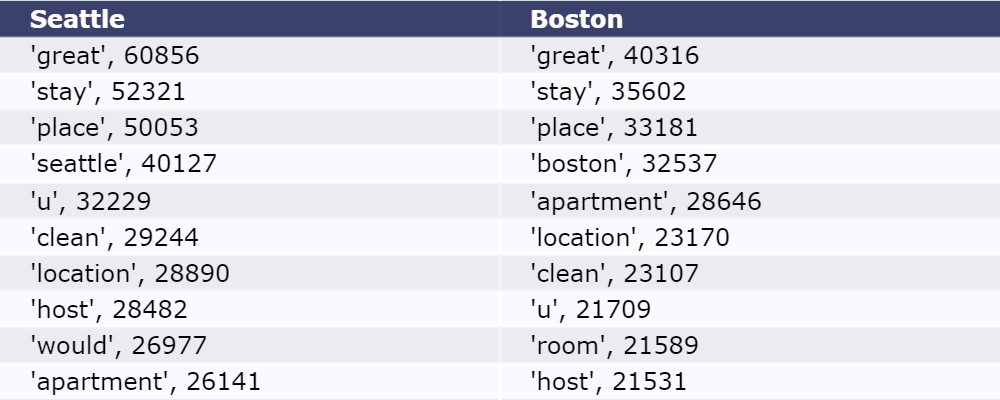 Seattle Boston
'great', 60856 'great', 40316
'stay', 52321 'stay', 35602
'place', 50053 'place', 33181
'seattle', 40127 'boston', 32537
'u', 32229 'apartment', 28646
'clean', 29244 'location', 23170
'location', 28890 'clean', 23107
'host', 28482 'u', 21709
'would', 26977 'room', 21589
'apartment', 26141 'host', 21531